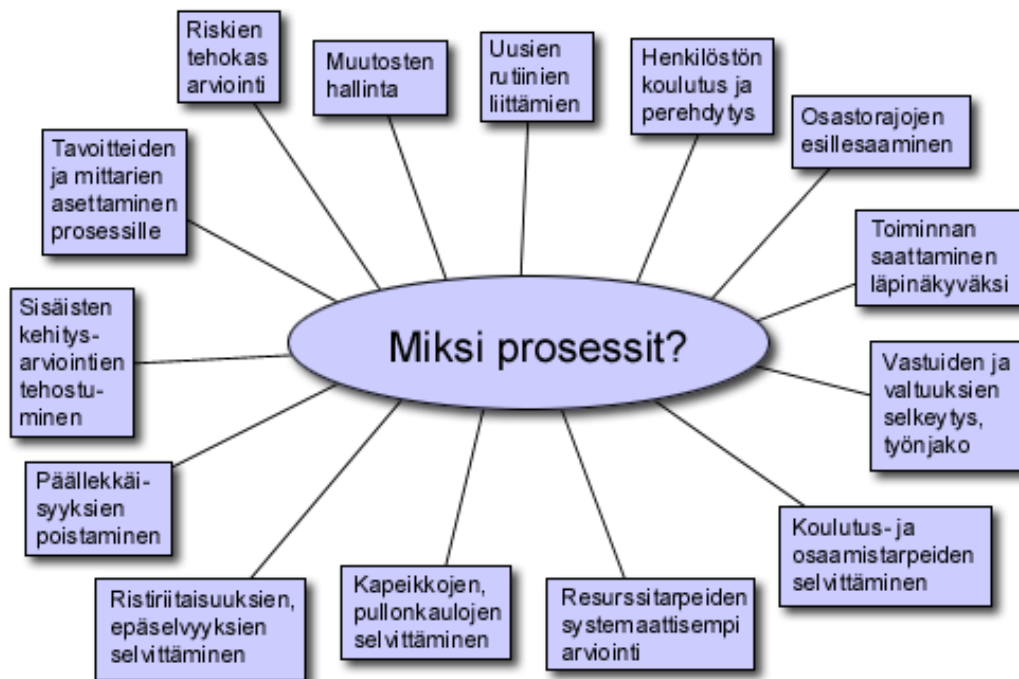 Riskien
tehokas
arviointi
Muutosten
hallinta
Uusien
rutiinien
liittämien
Henkilöstön
koulutus ja
perehdytys
Osastorajojen
esillesaaminen
Tavoitteiden
ja mittarien
asettaminen
prosessille
Toiminnan
saattaminen
läpinäkyväksi
Sisäisten
kehitys-
arviointien
tehostu-
minen
Miksi prosessit?
Vastuiden ja
valtuuksien
selkeytys,
työnjako
Päällekkäi-
syyksien
poistaminen
Koulutus- ja
osaamistarpeiden
selvittäminen
Ristiriitaisuuksien,
epäselvyyksien
selvittäminen
Kapeikkojen,
pullonkaulojen
selvittäminen
Resurssitarpeiden
systemaattisempi
arviointi